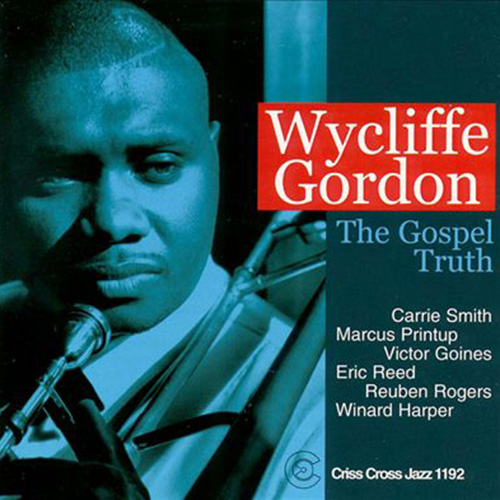 Wycliffe
Gordon
The Gospel
Truth
Carrie Smith
Marcus Printup
Victor Goines
Eric Reed
Reuben Rogers
Winard Harper
Criss Cross Jazz 1192